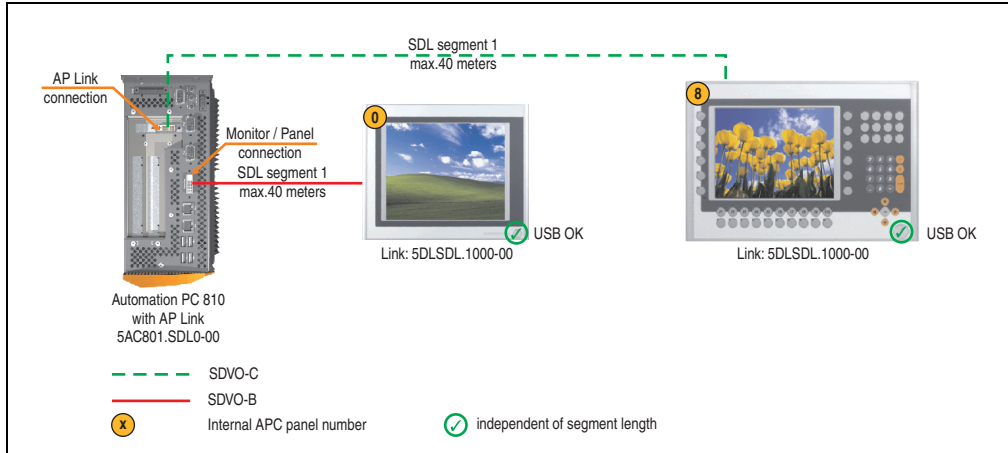 SDL segment 1
max.40 meters
AP Link
connection
8
0
Monitor / Panel
connection
SDL segment 1
max.40 meters
USB OK
USB OK
Link: 5DLSDL.1000-00
Link: 5DLSDL.1000-00
Automation PC 810
with AP Link
5AC801.SDL0-00
SDVO-C
SDVO-B
x
Internal APC panel number
independent of segment length